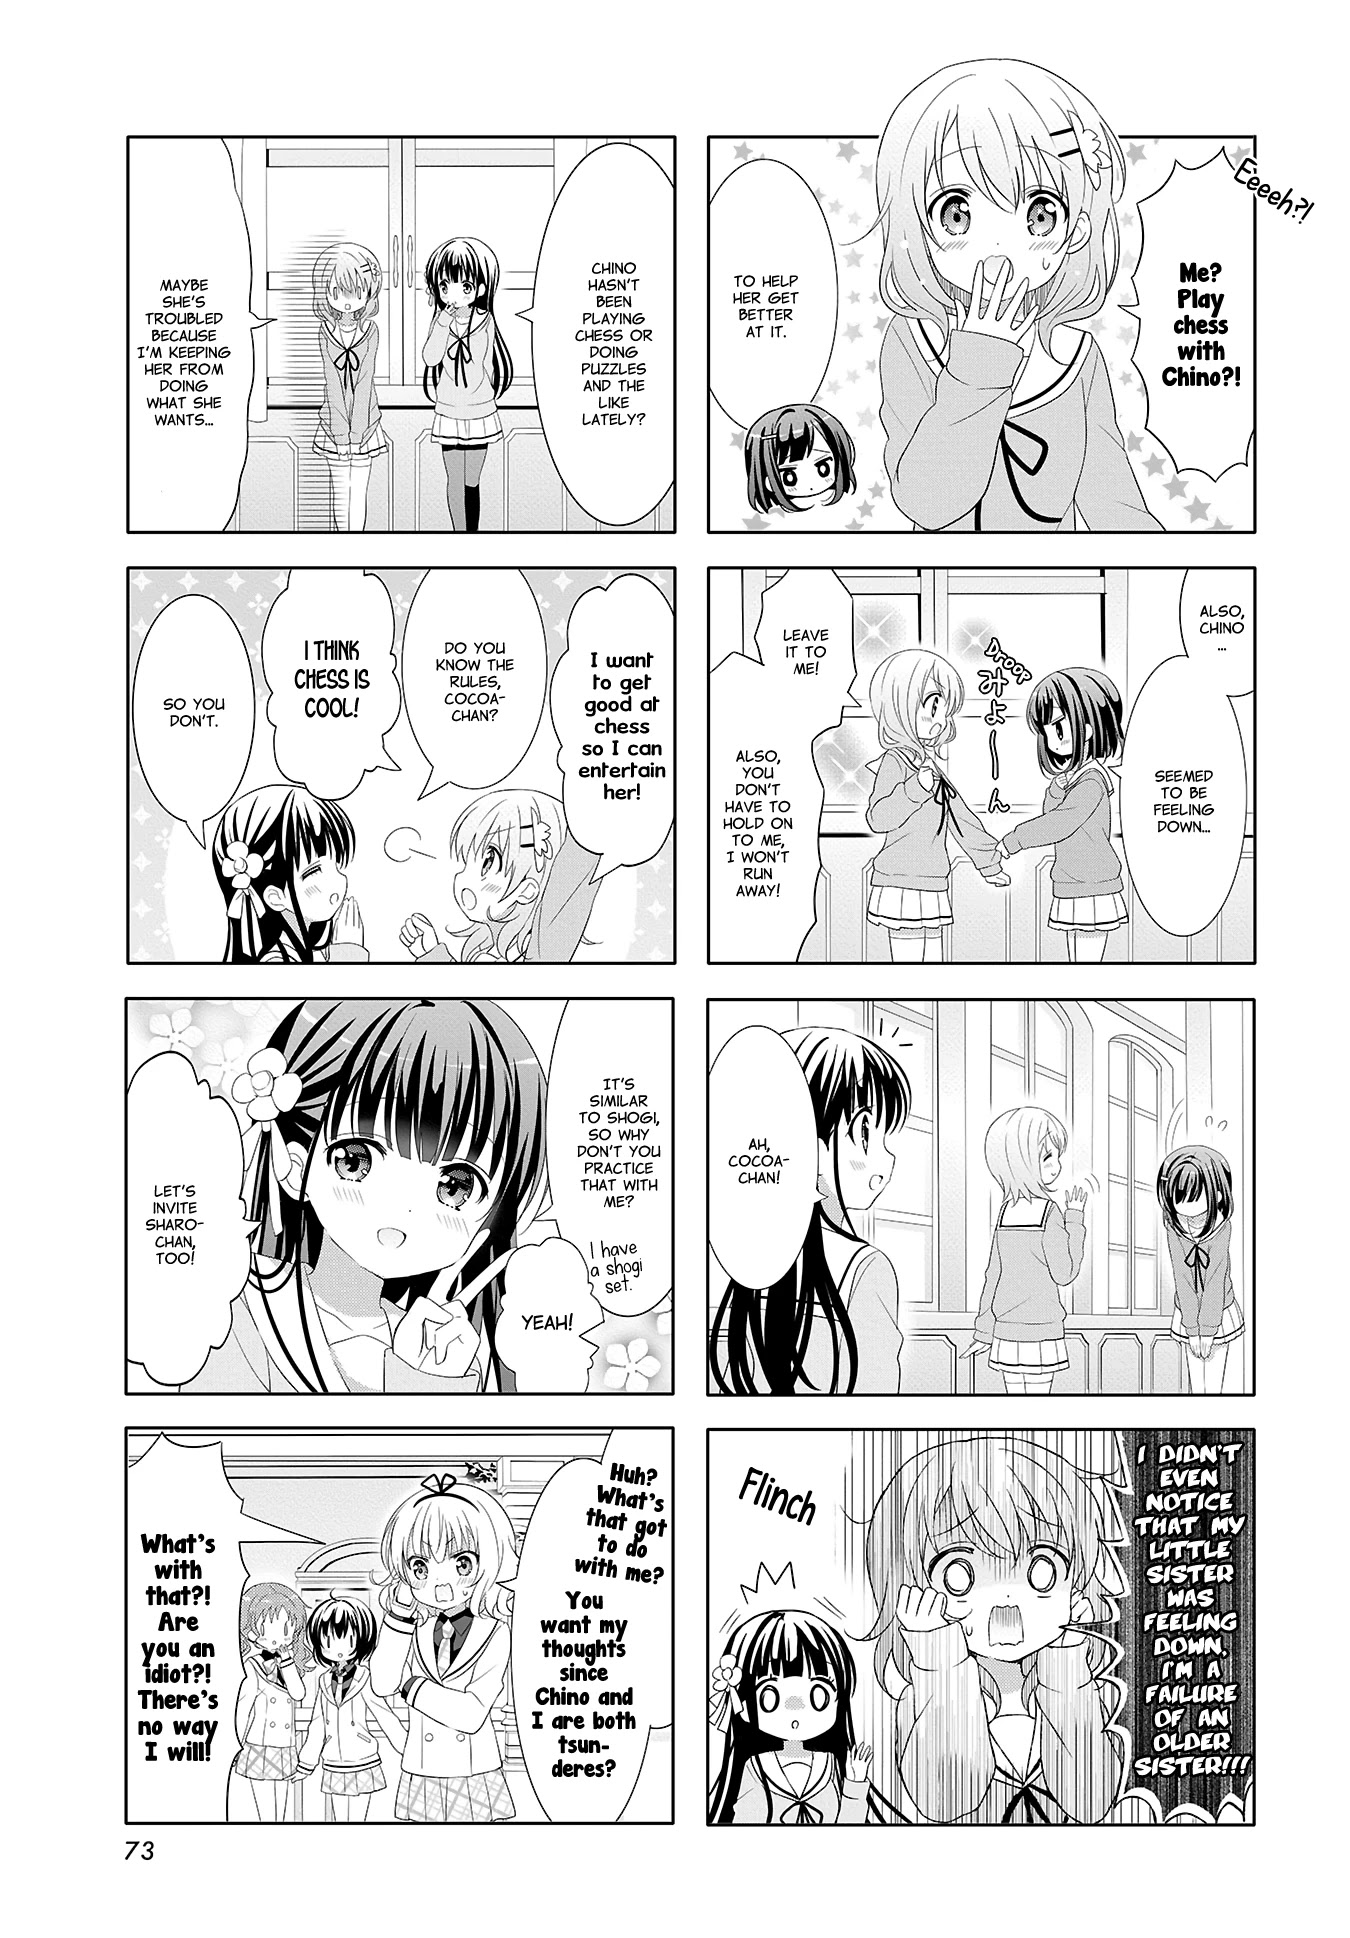 Eeeeh?!
Me?
Play
chess
with
Chino?!
TO HELP
HER GET
BETTER
AT IT.
ALSO,
CHINO
...
SEEMED
TO BE
FEELING
DOWN...
Droop
みょーん
LEAVE
IT TO
ME!
ALSO,
YOU
DON'T
HAVE TO
HOLD ON
TO ME,
I WON'T
RUN
AWAY!
AH,
COCOA-
CHAN!
I DIDN'T
EVEN
NOTICE
THAT MY
LITTLE
SISTER
WAS
FEELING
DOWN.
I'M A
FAILURE
OF AN
OLDER
SISTER!!!
Flinch
CHINO
HASN'T
BEEN
PLAYING
CHESS OR
DOING
PUZZLES
AND THE
LIKE
LATELY?
MAYBE
SHE'S
TROUBLED
BECAUSE
I'M KEEPING
HER FROM
DOING
WHAT SHE
WANTS...
I want
to get
good at
chess
so I can
entertain
her!
DO YOU
KNOW THE
RULES,
COCOA-
CHAN?
I THINK
CHESS IS
COOL!
SO YOU
DON'T.
IT'S
SIMILAR
TO SHOGI,
SO WHY
DON'T YOU
PRACTICE
THAT WITH
ME?
I have
a shogi
set.
YEAH!
LET'S
INVITE
SHARO-
CHAN,
TOO!
Huh?
What's
that got
to do
with me?
You
want my
thoughts
since
Chino and
I are both
tsun-
deres?
What's
with
that?!
Are
you an
idiot?!
There's
no way
I will!
73